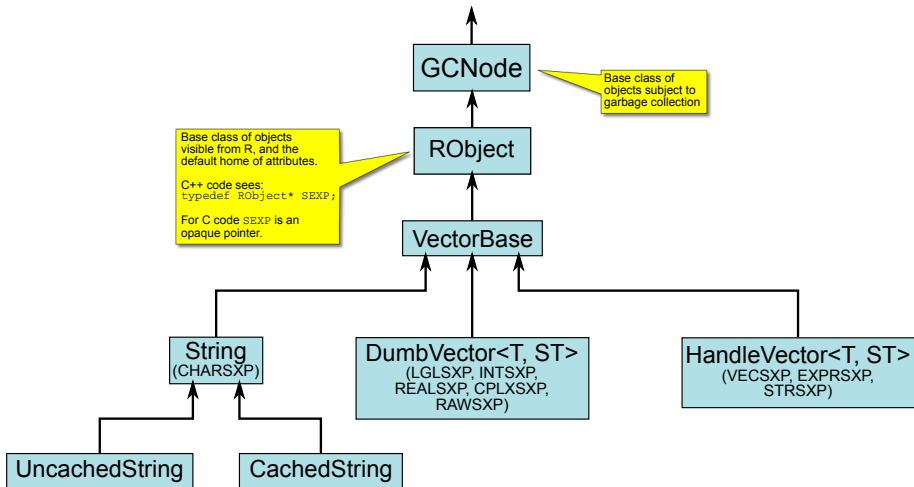 GCNode
Base class of
objects subject to
garbage collection
Base class of objects
visible from R, and the
default home of attributes.
C++ code sees:
typedef RObject* SEXP;
For C code SEXP is an
opaque pointer.
RObject
VectorBase
String
(CHARSXP)
DumbVector<T, ST>
(LGLSXP, INTSXP,
REALSXP, CPLXSXP,
RAWSXP)
HandleVector<T, ST>
(VECSXP, EXPRSXP,
STRSXP)
UncachedString
CachedString